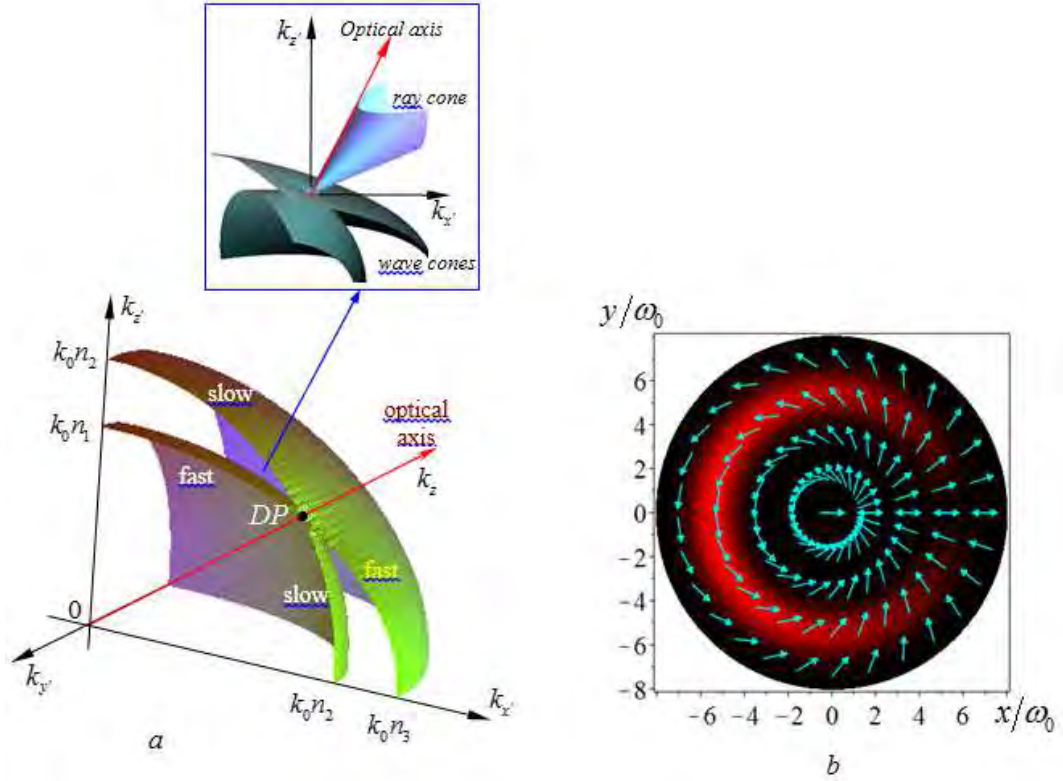 k_z'
Optical axis
ray cone
k_x'
wave cones
k_z'
k_0n_2
k_0n_1
slow
fast
optical
axis
k_z
DP
fast
slow
0
k_y'
k_0n_2
k_0n_3
k_x'
a
y/ω_0
6
4
2
0
−2
−4
−6
−8
−6 −4 −2 0 2 4 6
x/ω_0
b